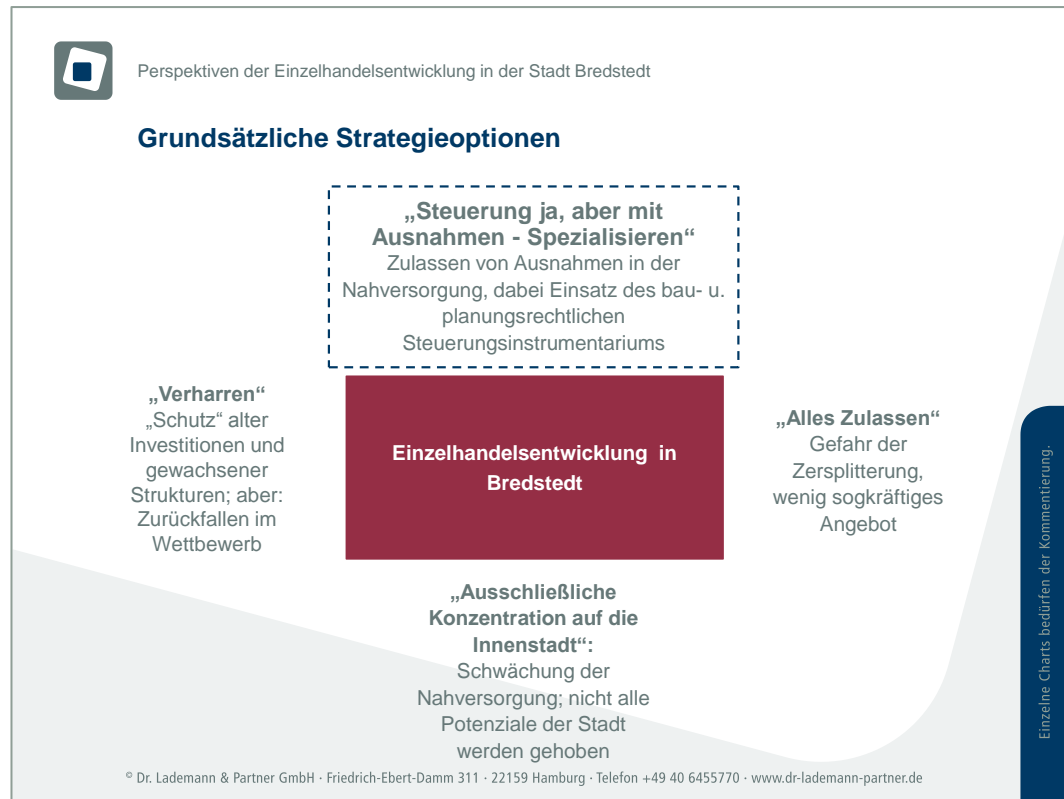 Perspektiven der Einzelhandelsentwicklung in der Stadt Bredstedt
Grundsätzliche Strategieoptionen
„Steuerung ja, aber mit
Ausnahmen - Spezialisieren“
Zulassen von Ausnahmen in der
Nahversorgung, dabei Einsatz des bau- u.
planungsrechtlichen
Steuerungsinstrumentariums
„Verharren“
„Schutz“ alter
Investitionen und
gewachsener
Strukturen; aber:
Zurückfallen im
Wettbewerb
Einzelhandelsentwicklung in
Bredstedt
„Alles Zulassen“
Gefahr der
Zersplitterung,
wenig sogkräftiges
Angebot
„Ausschließliche
Konzentration auf die
Innenstadt“:
Schwächung der
Nahversorgung; nicht alle
Potenziale der Stadt
werden gehoben
Einzelne Charts bedürfen der Kommentierung.
© Dr. Lademann & Partner GmbH · Friedrich-Ebert-Damm 311 · 22159 Hamburg · Telefon +49 40 6455770 · www.dr-lademann-partner.de